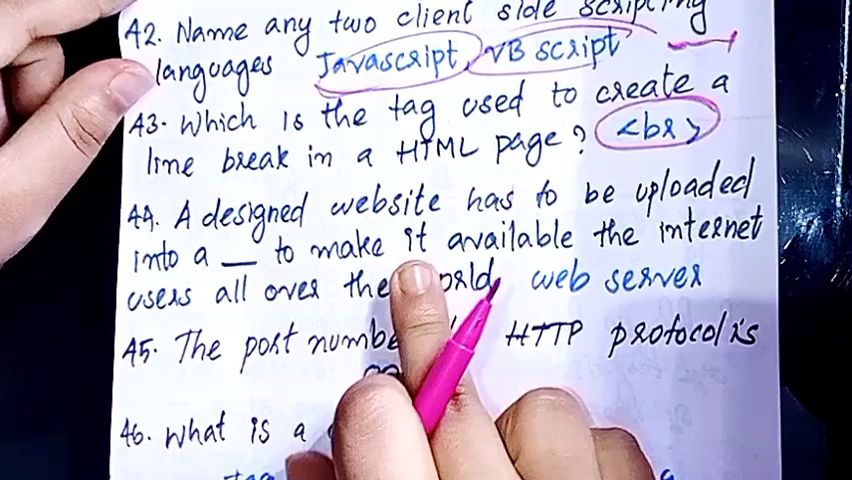 42. Name any two client side scripting
languages Javascript, VB script
43. Which is the tag used to create a
line break in a HTML page? <br>
44. A designed website has to be uploaded
into a __ to make it available the internet
users all over the web server
45. The port HTTP protocol is
46. What is a